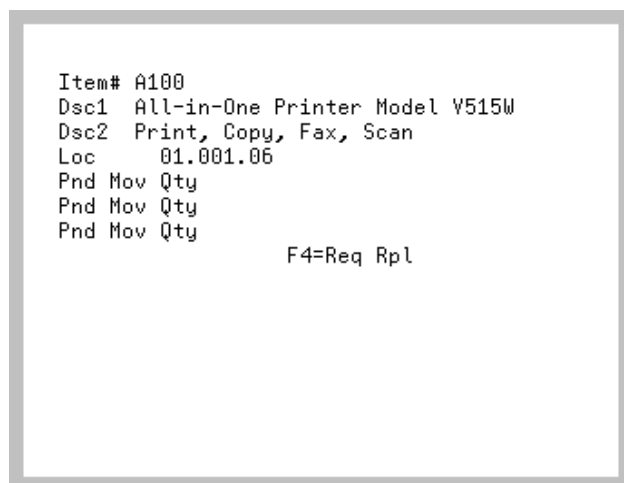 Item# A100
Dsc1  All-in-One Printer Model V515W
Dsc2  Print, Copy, Fax, Scan
Loc     01.001.06
Pnd Mov Qty
Pnd Mov Qty
Pnd Mov Qty
F4=Req Rpl